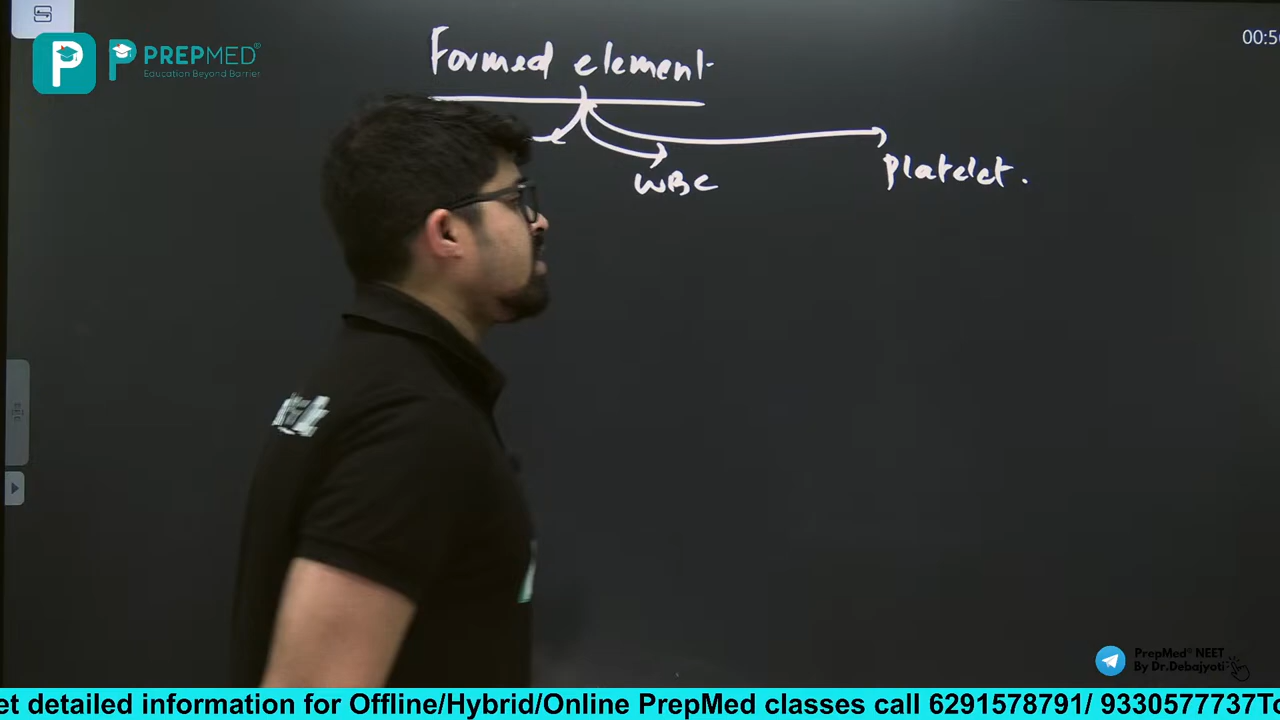 00:5
PREPMED®
Education Beyond Barrier
Formed element
WBC
Platelet.
PrepMed® NEET
By Dr.Debajyoti
et detailed information for Offline/Hybrid/Online PrepMed classes call 6291578791/ 9330577737To